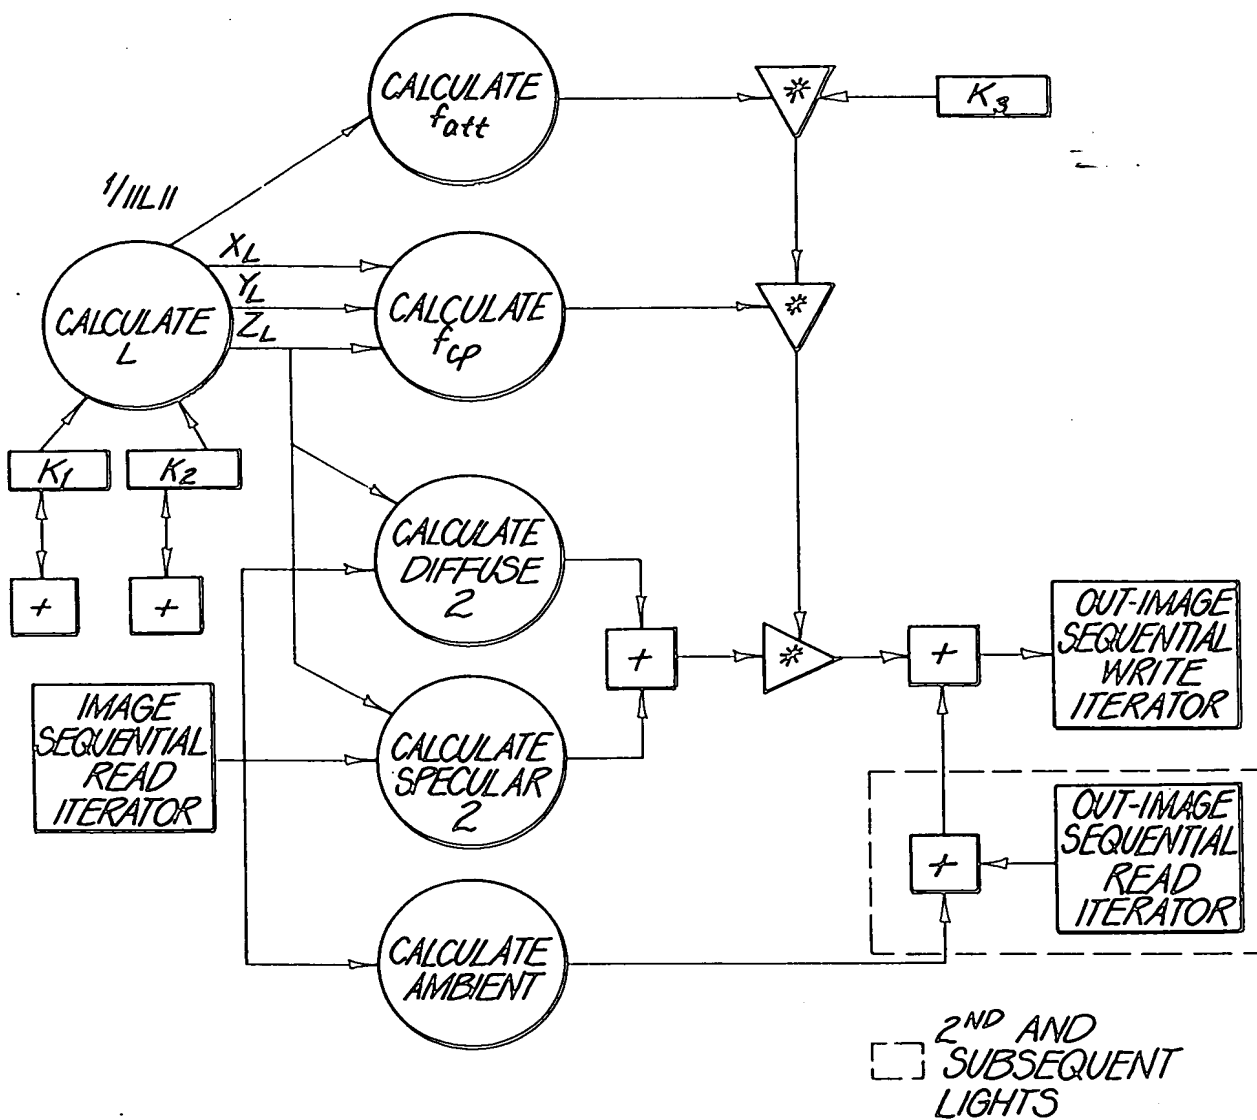 CALCULATE
fatt
*
K3
1/||L||
XL
YL
ZL
CALCULATE
L
CALCULATE
fcp
*
K1
K2
+
+
CALCULATE
DIFFUSE
2
+
*
+
OUT-IMAGE
SEQUENTIAL
WRITE
ITERATOR
IMAGE
SEQUENTIAL
READ
ITERATOR
CALCULATE
SPECULAR
2
+
OUT-IMAGE
SEQUENTIAL
READ
ITERATOR
CALCULATE
AMBIENT
2ND AND
SUBSEQUENT
LIGHTS